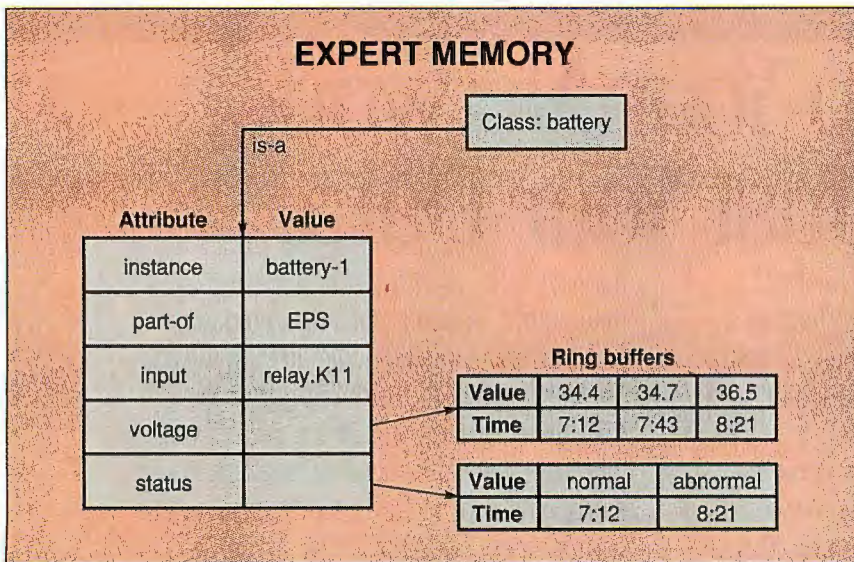 EXPERT MEMORY
Class: battery
is-a
Attribute Value
instance battery-1
part-of EPS
input relay.K11
voltage
status
Ring buffers
Value 34.4 34.7 36.5
Time 7:12 7:43 8:21
Value normal abnormal
Time 7:12 8:21